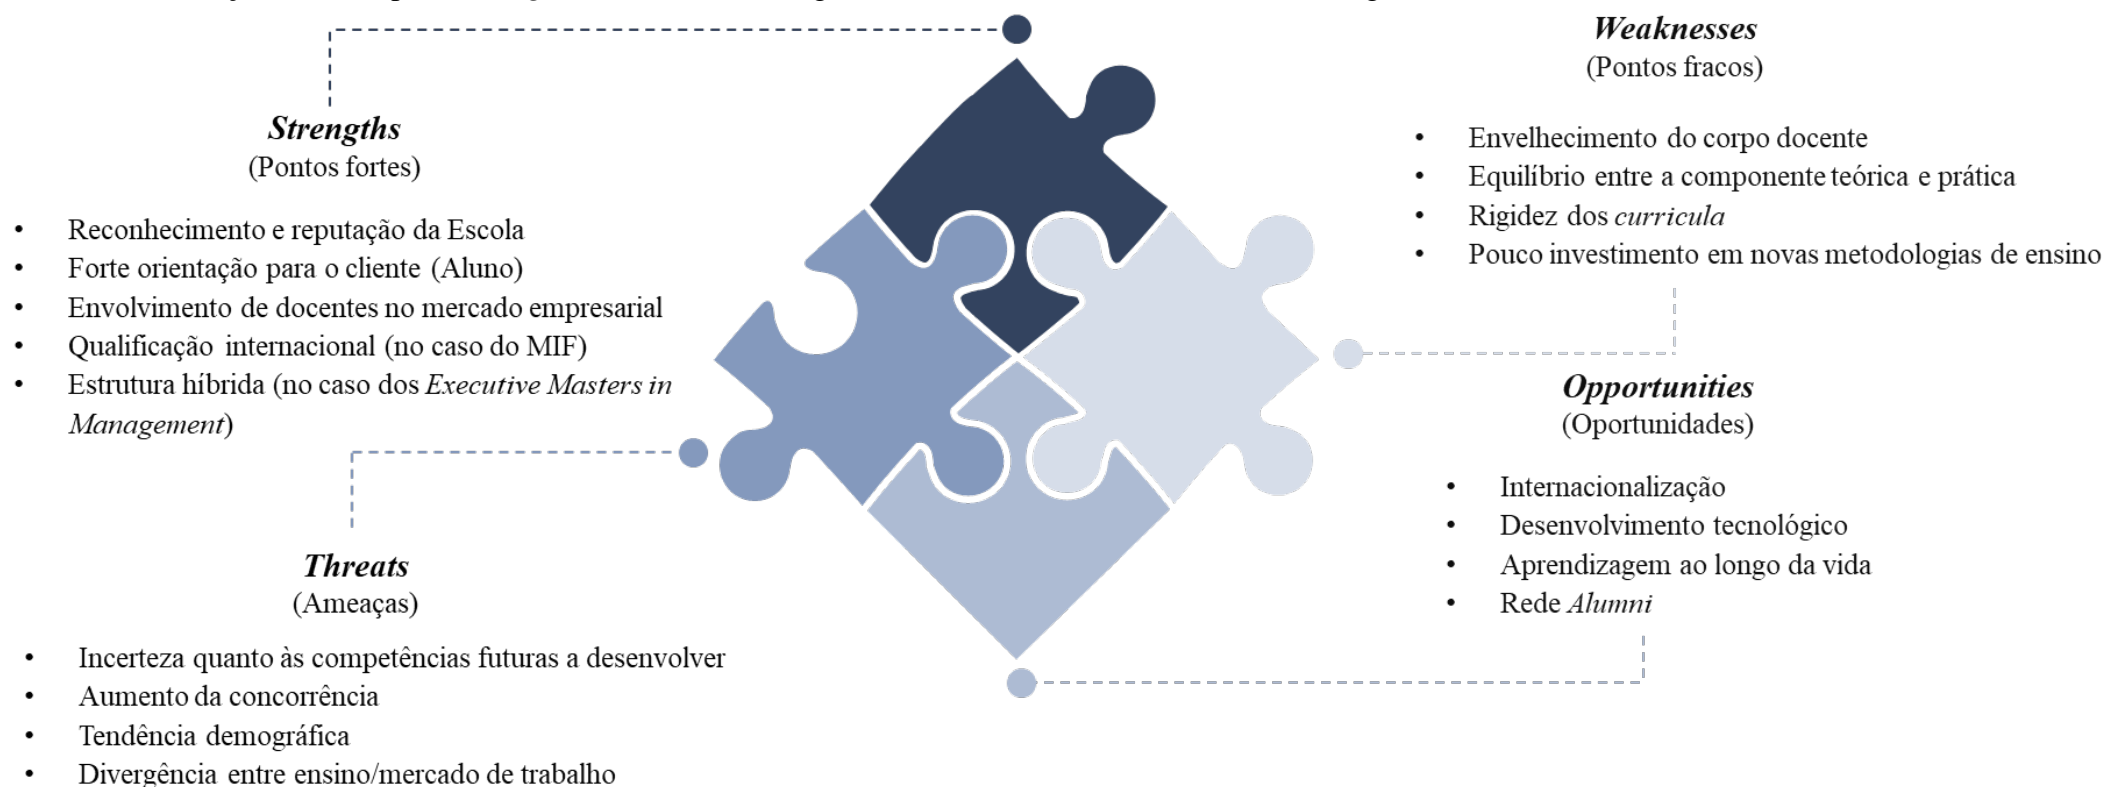 Strengths
(Pontos fortes)
• Reconhecimento e reputação da Escola
• Forte orientação para o cliente (Aluno)
• Envolvimento de docentes no mercado empresarial
• Qualificação internacional (no caso do MIF)
• Estrutura híbrida (no caso dos Executive Masters in
Management)
Weaknesses
(Pontos fracos)
• Envelhecimento do corpo docente
• Equilíbrio entre a componente teórica e prática
• Rigidez dos curricula
• Pouco investimento em novas metodologias de ensino
Opportunities
(Oportunidades)
• Internacionalização
• Desenvolvimento tecnológico
• Aprendizagem ao longo da vida
• Rede Alumni
Threats
(Ameaças)
• Incerteza quanto às competências futuras a desenvolver
• Aumento da concorrência
• Tendência demográfica
• Divergência entre ensino/mercado de trabalho